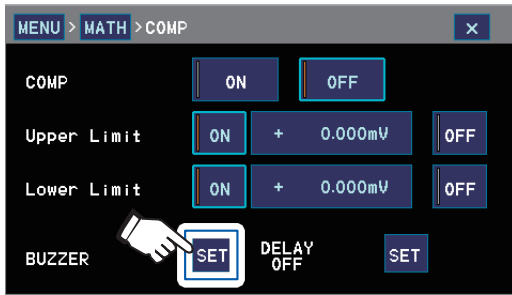 MENU > MATH >COMP ×
COMP ON OFF
Upper Limit ON + 0.000mV OFF
Lower Limit ON + 0.000mV OFF
BUZZER SET DELAY OFF SET